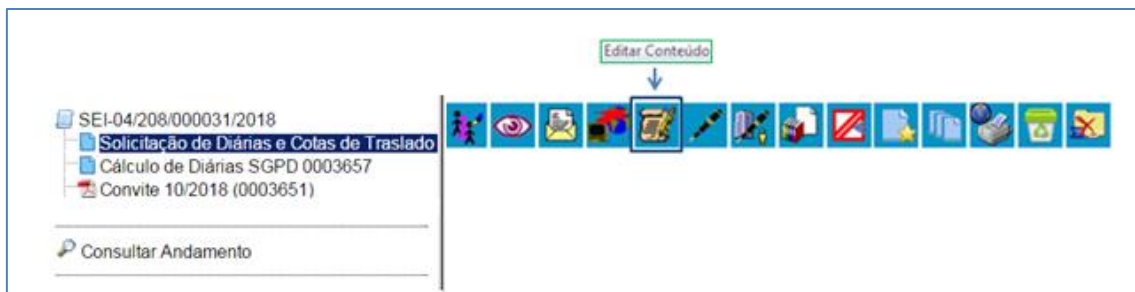 Editar Conteúdo
SEI-04/208/000031/2018
Solicitação de Diárias e Cotas de Traslado
Cálculo de Diárias SGPD 0003657
Convite 10/2018 (0003651)
Consultar Andamento